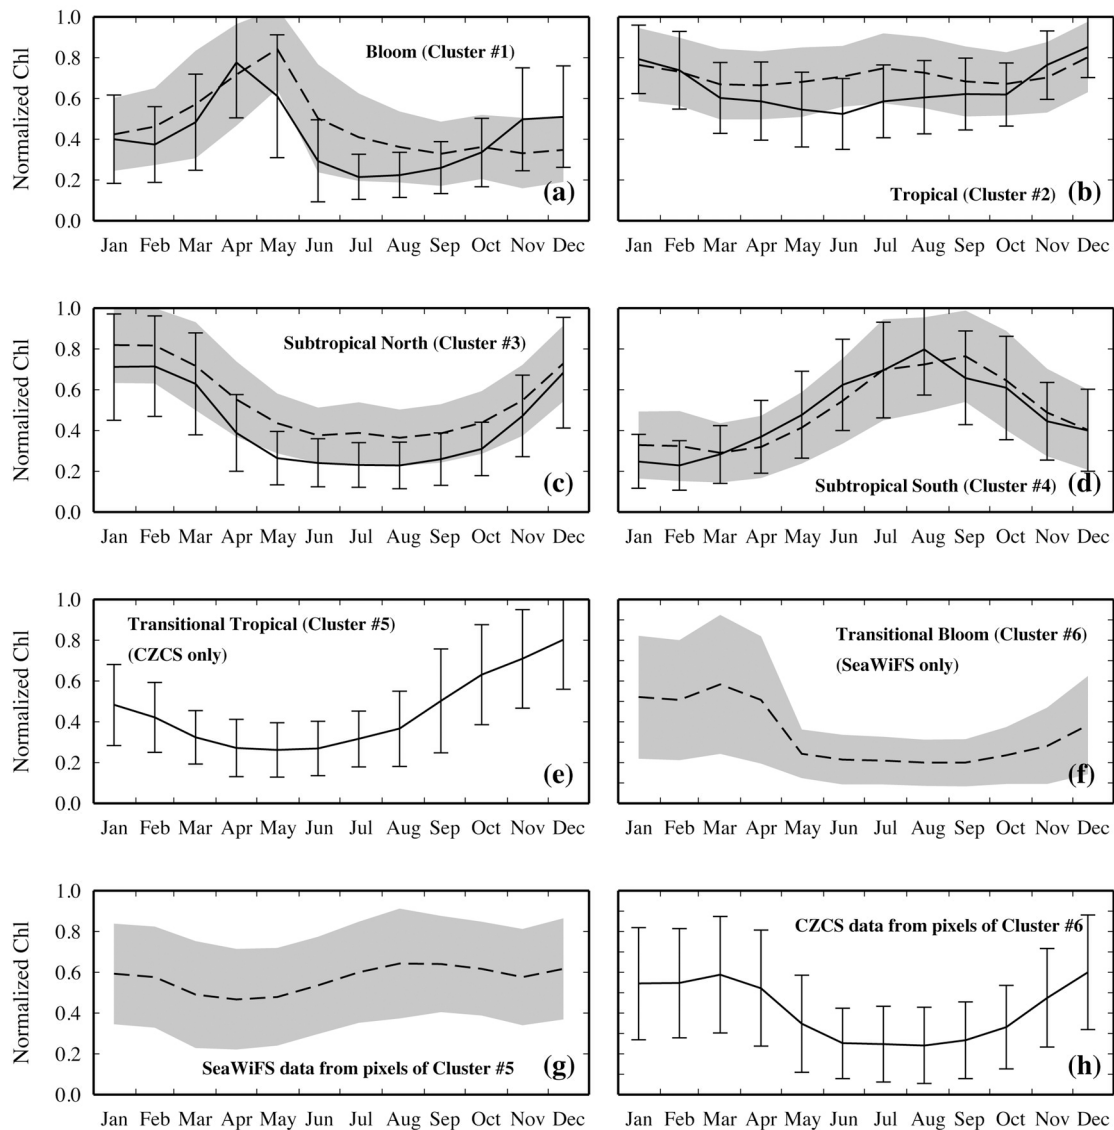 Normalized Chl
1.0
0.8
0.6
0.4
0.2
0.0
Bloom (Cluster #1)
(a)
Jan Feb Mar Apr May Jun Jul Aug Sep Oct Nov Dec
Tropical (Cluster #2)
(b)
Jan Feb Mar Apr May Jun Jul Aug Sep Oct Nov Dec
Normalized Chl
1.0
0.8
0.6
0.4
0.2
0.0
Subtropical North (Cluster #3)
(c)
Jan Feb Mar Apr May Jun Jul Aug Sep Oct Nov Dec
Subtropical South (Cluster #4)
(d)
Jan Feb Mar Apr May Jun Jul Aug Sep Oct Nov Dec
Normalized Chl
1.0
0.8
0.6
0.4
0.2
0.0
Transitional Tropical (Cluster #5)
(CZCS only)
(e)
Jan Feb Mar Apr May Jun Jul Aug Sep Oct Nov Dec
Transitional Bloom (Cluster #6)
(SeaWiFS only)
(f)
Jan Feb Mar Apr May Jun Jul Aug Sep Oct Nov Dec
Normalized Chl
1.0
0.8
0.6
0.4
0.2
0.0
SeaWiFS data from pixels of Cluster #5
(g)
Jan Feb Mar Apr May Jun Jul Aug Sep Oct Nov Dec
CZCS data from pixels of Cluster #6
(h)
Jan Feb Mar Apr May Jun Jul Aug Sep Oct Nov Dec